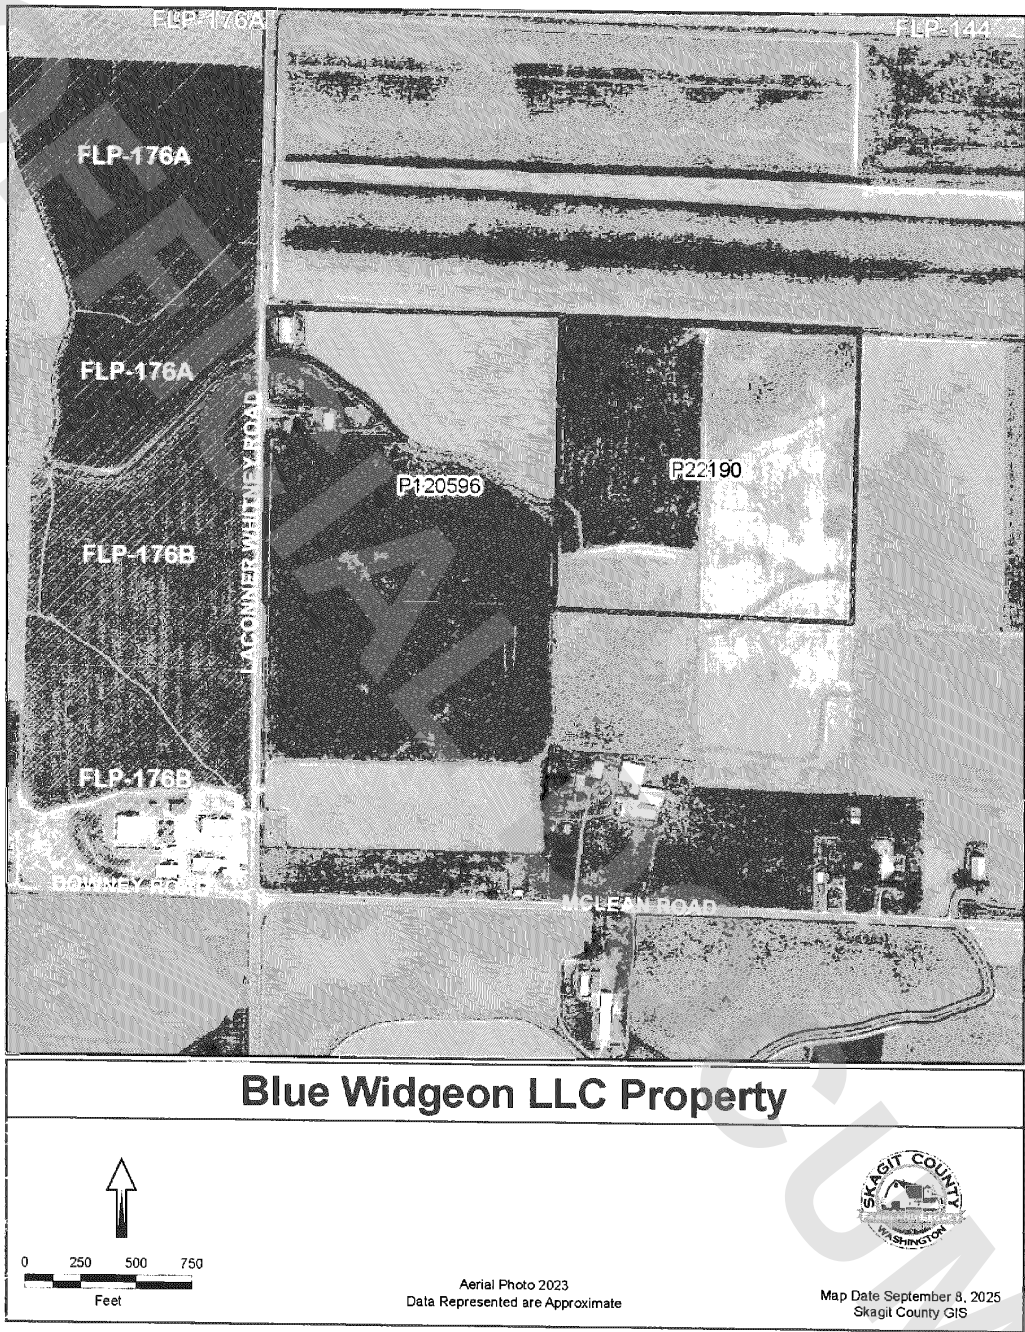 FLP-176A
FLP-144
FLP-176A
FLP-176A
LACONNER WHITNEY ROAD
P120596
P22190
FLP-176B
FLP-176B
DOWNEY ROAD
MCLEAN ROAD
Blue Widgeon LLC Property
SKAGIT COUNTY
WASHINGTON
0 250 500 750
Feet
Aerial Photo 2023
Data Represented are Approximate
Map Date September 8, 2025
Skagit County GIS